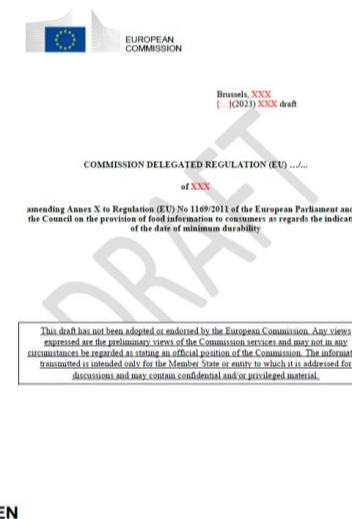 EUROPEAN
COMMISSION
Brussels, XXX
[…](2023) XXX draft
COMMISSION DELEGATED REGULATION (EU) …/...
of XXX
amending Annex X to Regulation (EU) No 1169/2011 of the European Parliament and
the Council on the provision of food information to consumers as regards the indicati
of the date of minimum durability
DRAFT
This draft has not been adopted or endorsed by the European Commission. Any views
expressed are the preliminary views of the Commission services and may not in any
circumstances be regarded as stating an official position of the Commission. The informat
transmitted is intended only for the Member State or entity to which it is addressed for
discussions and may contain confidential and/or privileged material.
EN